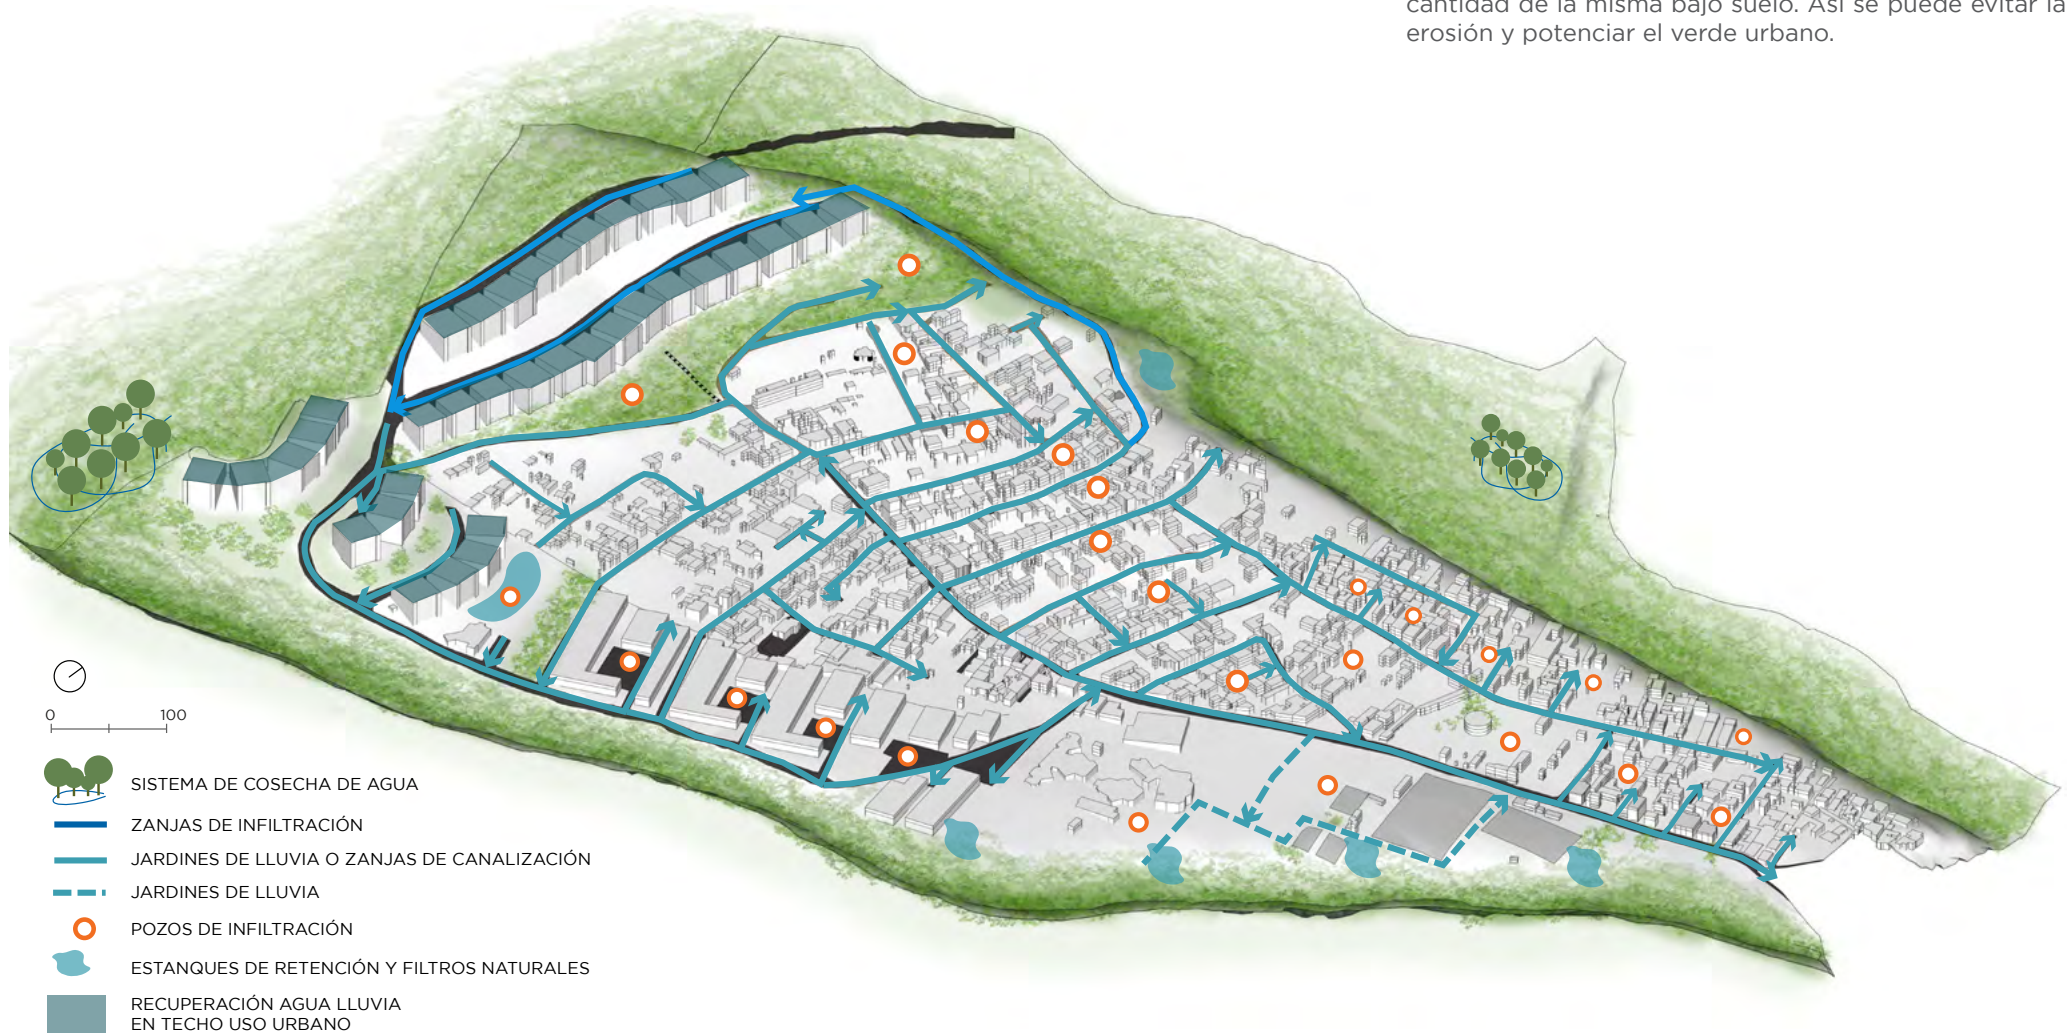 cantidad de la misma bajo suelo. Así se puede evitar la
erosión y potenciar el verde urbano.
0 100
SISTEMA DE COSECHA DE AGUA
ZANJAS DE INFILTRACIÓN
JARDINES DE LLUVIA O ZANJAS DE CANALIZACIÓN
JARDINES DE LLUVIA
POZOS DE INFILTRACIÓN
ESTANQUES DE RETENCIÓN Y FILTROS NATURALES
RECUPERACIÓN AGUA LLUVIA
EN TECHO USO URBANO